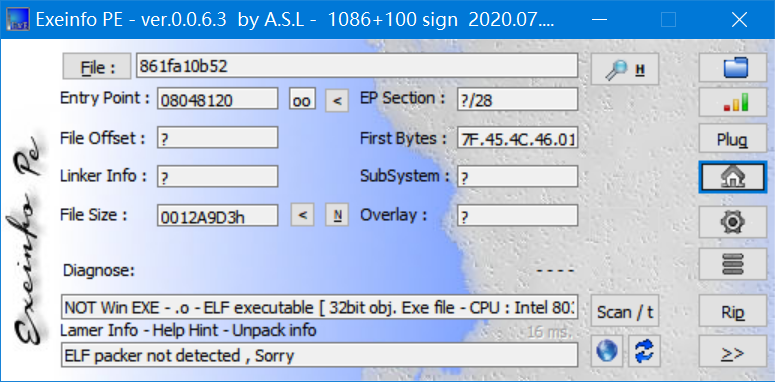 Exeinfo PE - ver.0.0.6.3 by A.S.L - 1086+100 sign 2020.07....
File : 861fa10b52 H
Entry Point : 08048120 oo < EP Section : ?/28
File Offset : ? First Bytes : 7F.45.4C.46.01 Plug
Linker Info : ? SubSystem : ?
File Size : 0012A9D3h < N Overlay : ?
Diagnose: - - - -
NOT Win EXE - .o - ELF executable [ 32bit obj. Exe file - CPU : Intel 80 Scan / t Rip
Lamer Info - Help Hint - Unpack info 16 ms.
ELF packer not detected , Sorry >>
Exeinfo Pe